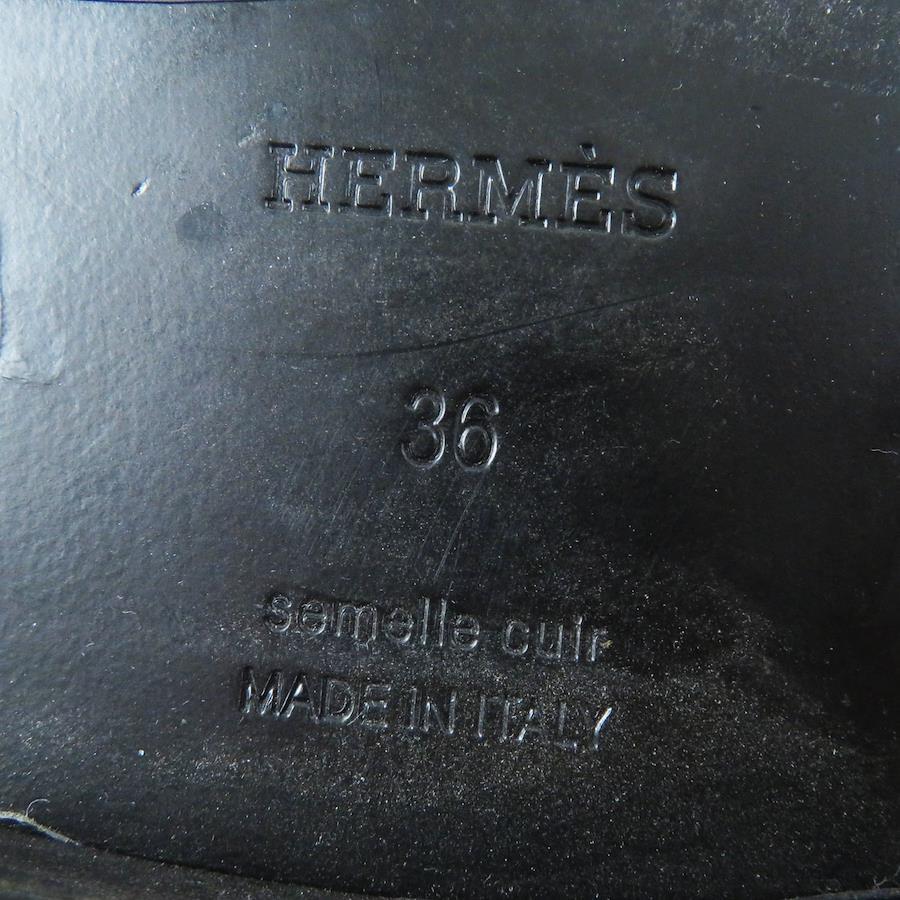 HERMÈS
36
semelle cuir
MADE IN ITALY